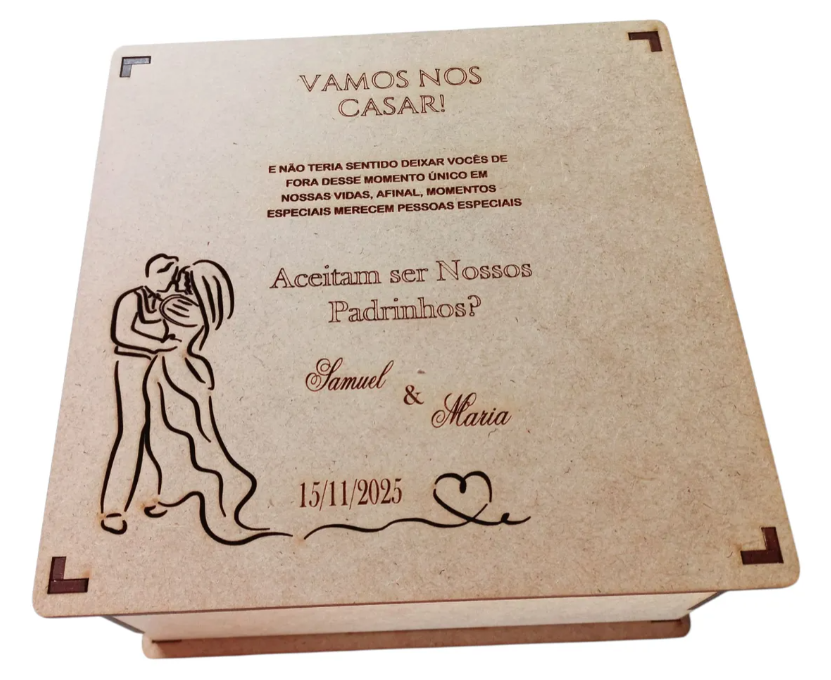 VAMOS NOS
CASAR!
E NÃO TERIA SENTIDO DEIXAR VOCÊS DE
FORA DESSE MOMENTO ÚNICO EM
NOSSAS VIDAS, AFINAL, MOMENTOS
ESPECIAIS MERECEM PESSOAS ESPECIAIS
Aceitam ser Nossos
Padrinhos?
Samuel
&
Maria
15/11/2025